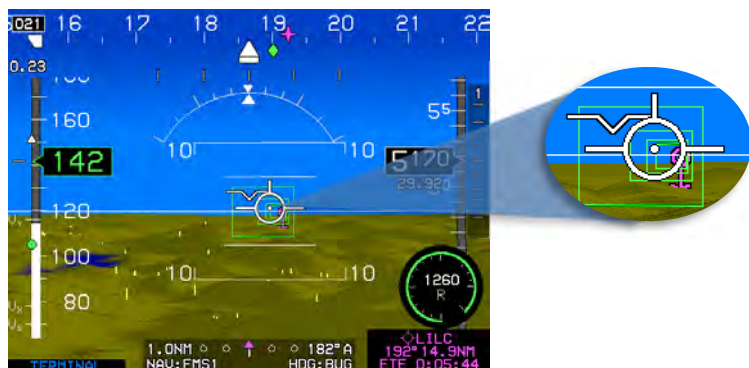 021 16 17 18 19 20 21 22
0.23
160
142
120
100
80
10 10
10 10
1
5170
29.920
1260
R
1.0NM 182°A
NAV:FMS1 HDG:BUG
LILC
192° 14.9NM
ETE 0:05:44
TERMINAL